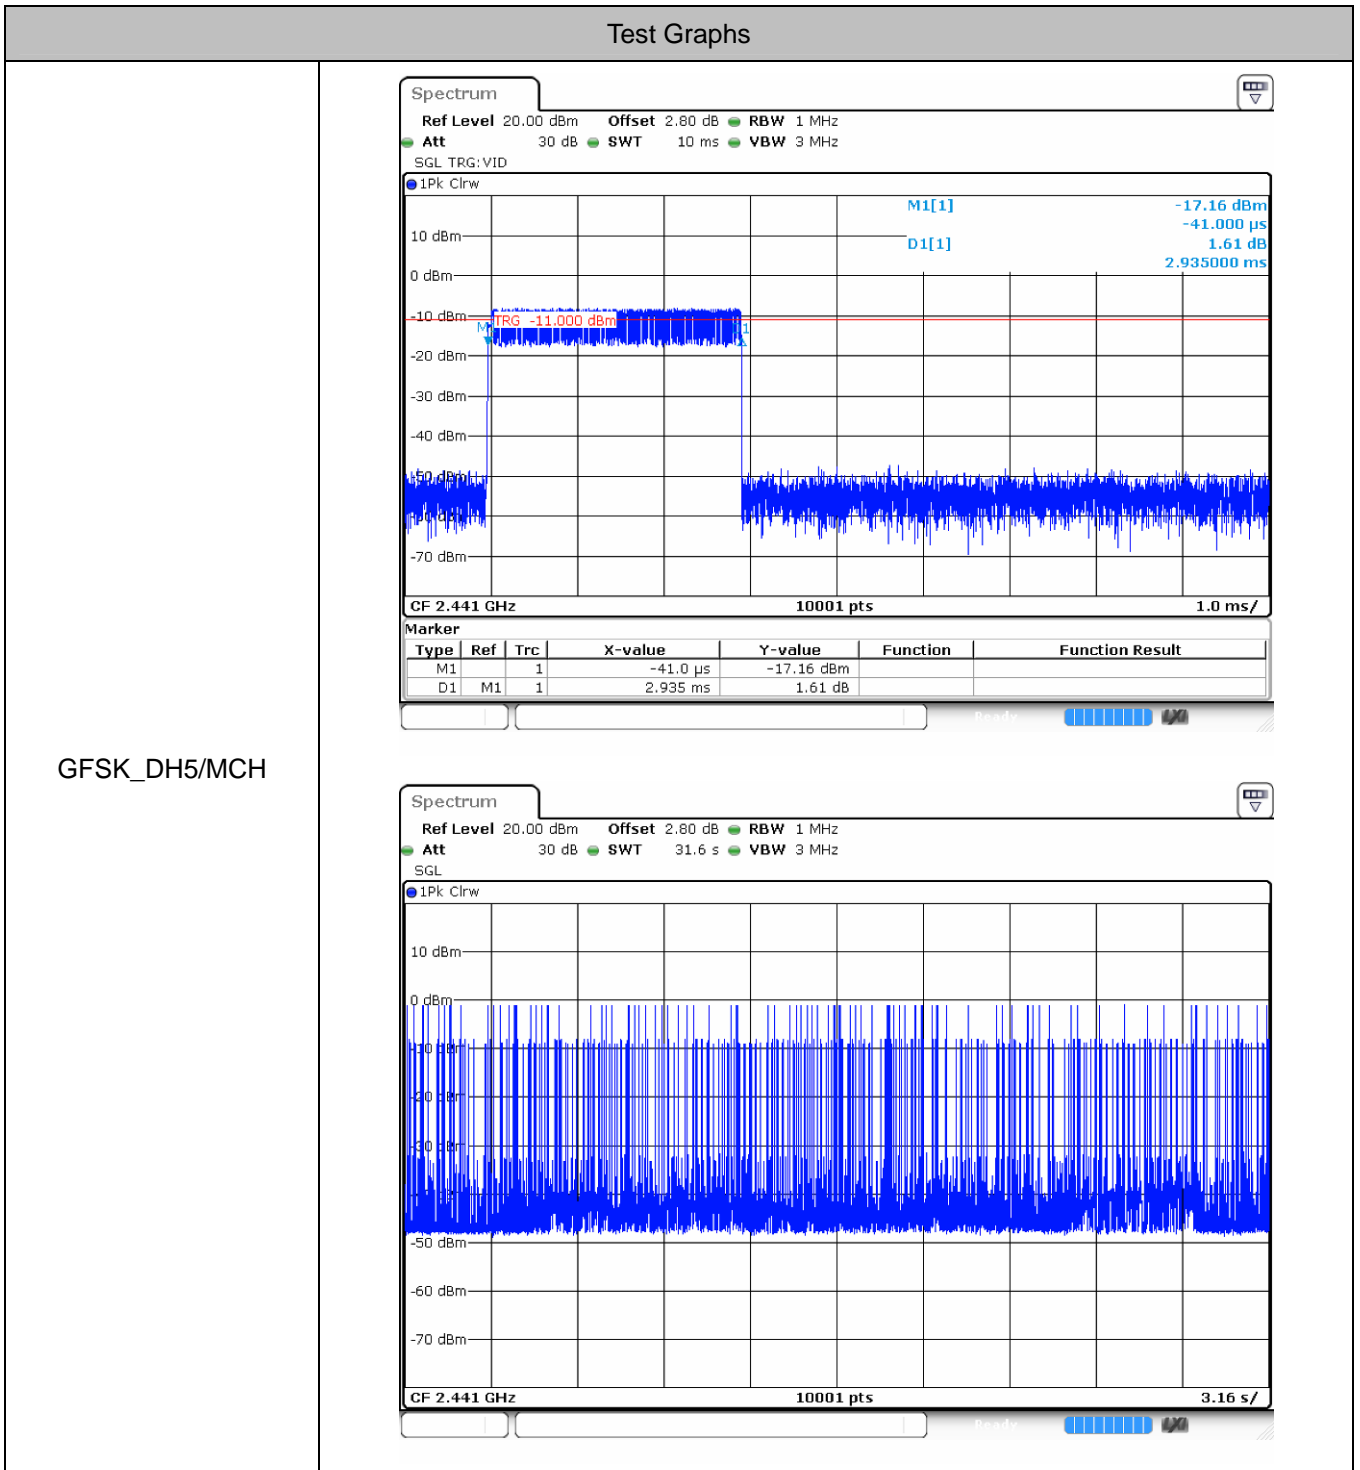 Test Graphs
GFSK_DH5/MCH
Spectrum
Ref Level 20.00 dBm Offset 2.80 dB RBW 1 MHz
Att 30 dB SWT 10 ms VBW 3 MHz
SGL TRG:VID
1Pk Clrw
M1[1] -17.16 dBm
-41.000 µs
10 dBm
D1[1] 1.61 dB
2.935000 ms
0 dBm
-10 dBm
TRG -11.000 dBm
-20 dBm
-30 dBm
-40 dBm
-70 dBm
CF 2.441 GHz 10001 pts 1.0 ms/
Marker
Type Ref Trc X-value Y-value Function Function Result
M1 1 -41.0 µs -17.16 dBm
D1 M1 1 2.935 ms 1.61 dB
Ready
Spectrum
Ref Level 20.00 dBm Offset 2.80 dB RBW 1 MHz
Att 30 dB SWT 31.6 s VBW 3 MHz
SGL
1Pk Clrw
10 dBm
0 dBm
-50 dBm
-60 dBm
-70 dBm
CF 2.441 GHz 10001 pts 3.16 s/
Ready